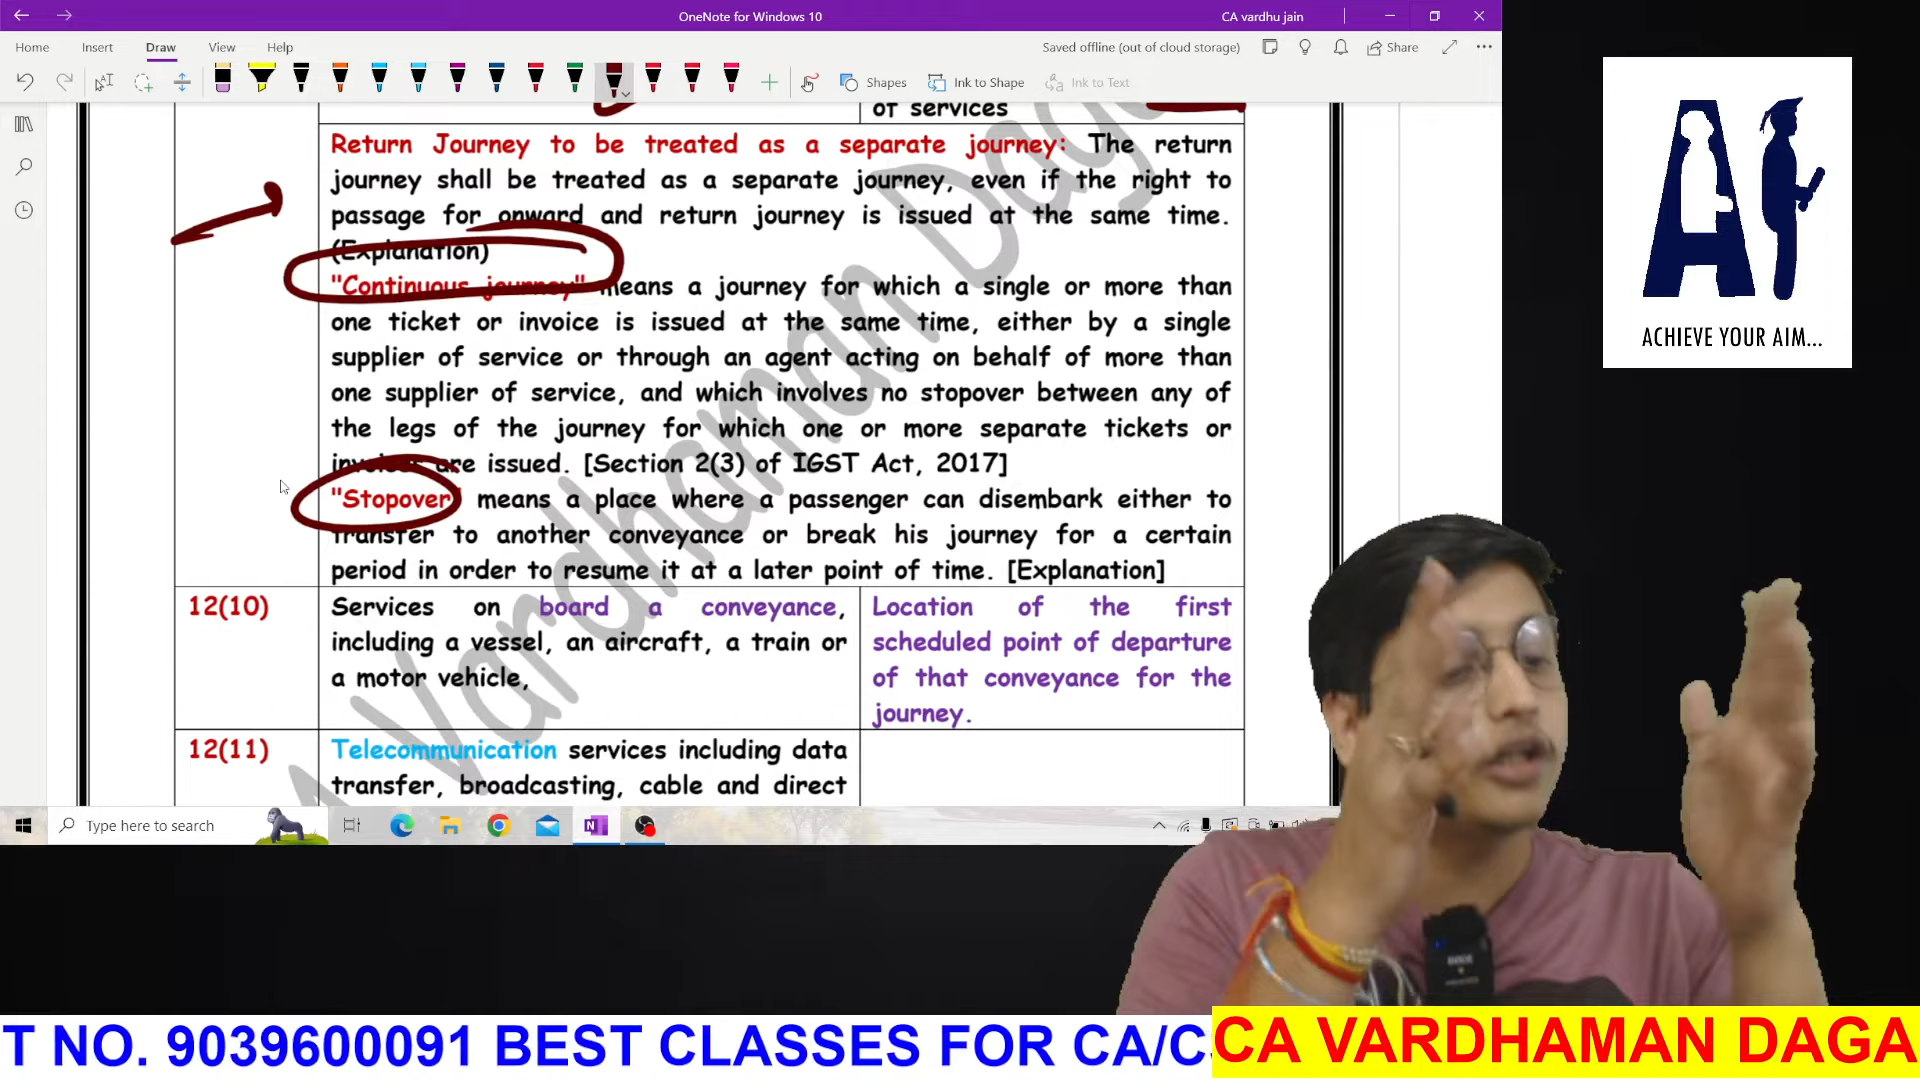 OneNote for Windows 10
CA vardhu jain
Home Insert Draw View Help
Saved offline (out of cloud storage)
Share
Shapes
Ink to Shape
Ink to Text
of services
Return Journey to be treated as a separate journey: The return
journey shall be treated as a separate journey, even if the right to
passage for onward and return journey is issued at the same time.
(Explanation)
"Continuous journey" means a journey for which a single or more than
one ticket or invoice is issued at the same time, either by a single
supplier of service or through an agent acting on behalf of more than
one supplier of service, and which involves no stopover between any of
the legs of the journey for which one or more separate tickets or
invoices are issued. [Section 2(3) of IGST Act, 2017]
"Stopover" means a place where a passenger can disembark either to
transfer to another conveyance or break his journey for a certain
period in order to resume it at a later point of time. [Explanation]
12(10)
Services on board a conveyance,
including a vessel, an aircraft, a train or
a motor vehicle,
Location of the first
scheduled point of departure
of that conveyance for the
journey.
12(11)
Telecommunication services including data
transfer, broadcasting, cable and direct
Vardhaman Daga
Type here to search
ACHIEVE YOUR AIM...
T NO. 9039600091 BEST CLASSES FOR CA/C
CA VARDHAMAN DAGA